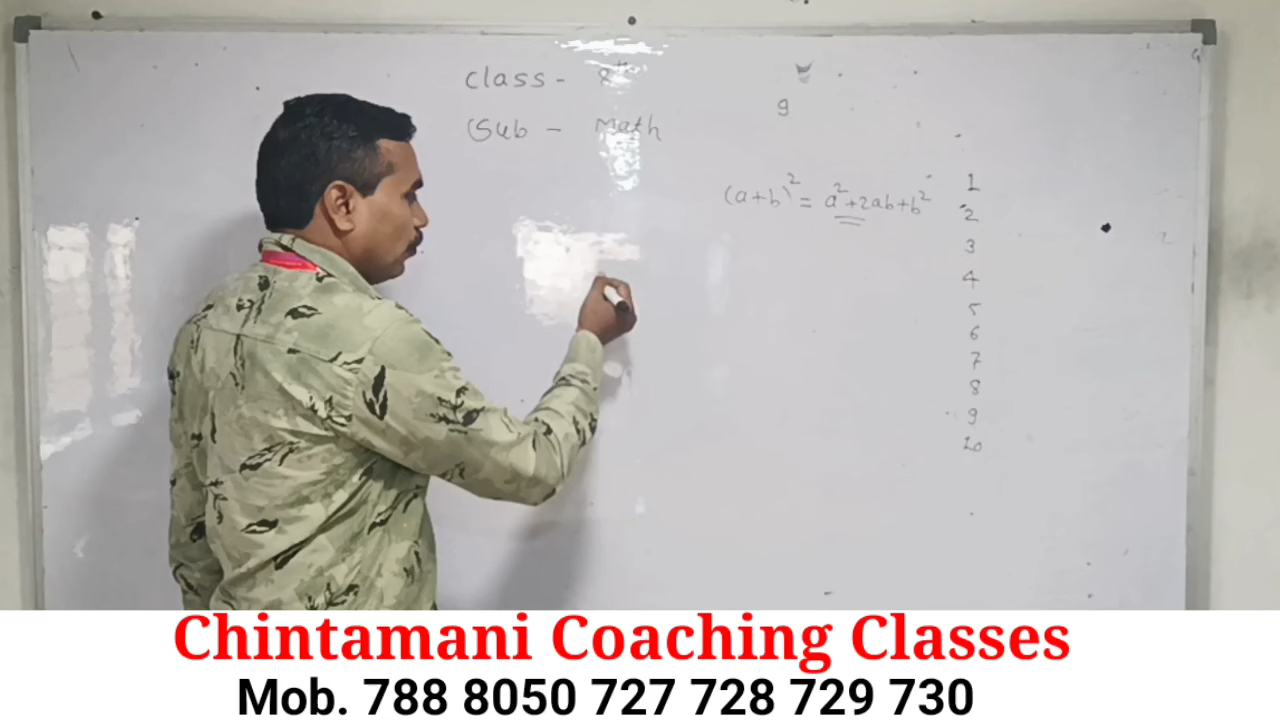 Class - 8th
Sub - Math
9
(a+b)² = a²+2ab+b²
1
2
3
4
5
6
7
8
9
10
Chintamani Coaching Classes
Mob. 788 8050 727 728 729 730